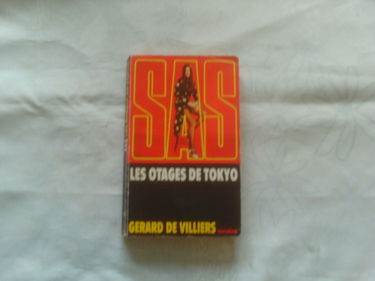 SAS
LES OTAGES DE TOKYO
GERARD DE VILLIERS